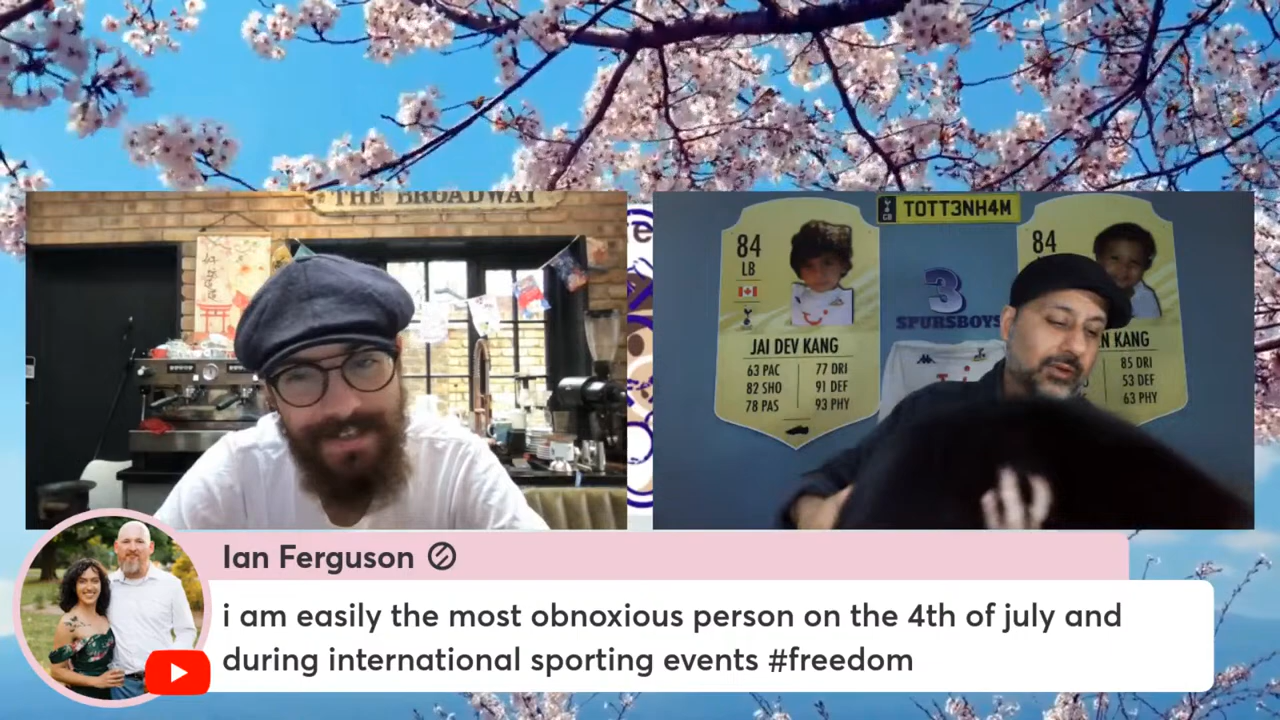 THE BROADWAY
e
84
LB
JAI DEV KANG
63 PAC 77 DRI
82 SHO 91 DEF
78 PAS 93 PHY
TOTT3NH4M
GB
3
SPURSBOYS
84
N KANG
85 DRI
53 DEF
63 PHY
Ian Ferguson
i am easily the most obnoxious person on the 4th of july and
during international sporting events #freedom